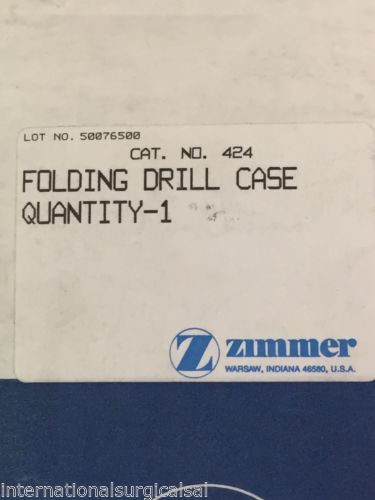 LOT NO. 50076500
CAT. NO. 424
FOLDING DRILL CASE
QUANTITY-1
Z zimmer
WARSAW, INDIANA 46580, U.S.A.
internationalsurgicalsal